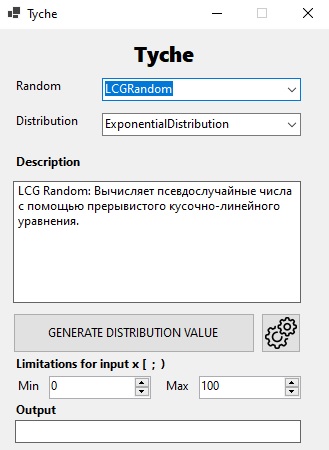 Tyche
Tyche
Random
LCGRandom
Distribution
ExponentialDistribution
Description
LCG Random: Вычисляет псевдослучайные числа
с помощью прерывистого кусочно-линейного
уравнения.
GENERATE DISTRIBUTION VALUE
Limitations for input x [ ; )
Min 0 Max 100
Output